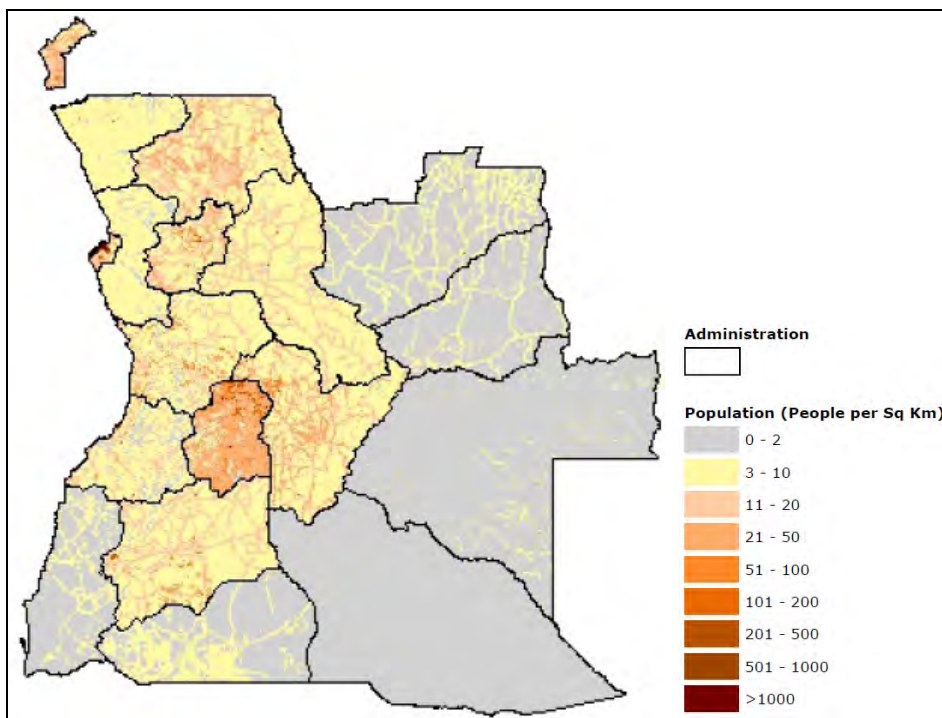 Administration
Population (People per Sq Km)
0 - 2
3 - 10
11 - 20
21 - 50
51 - 100
101 - 200
201 - 500
501 - 1000
>1000